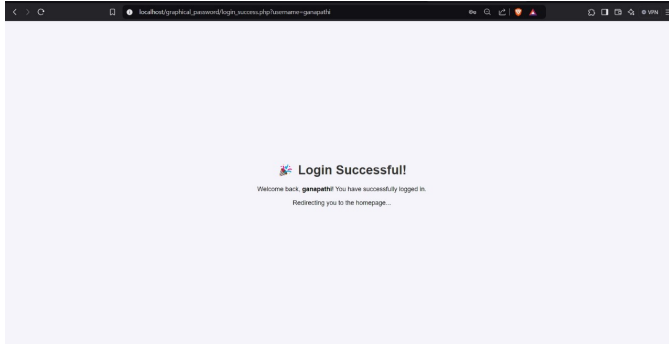 localhost/graphical_password/login_success.php?username=ganapathi
VPN
🎉 Login Successful!
Welcome back, ganapathi! You have successfully logged in.
Redirecting you to the homepage...